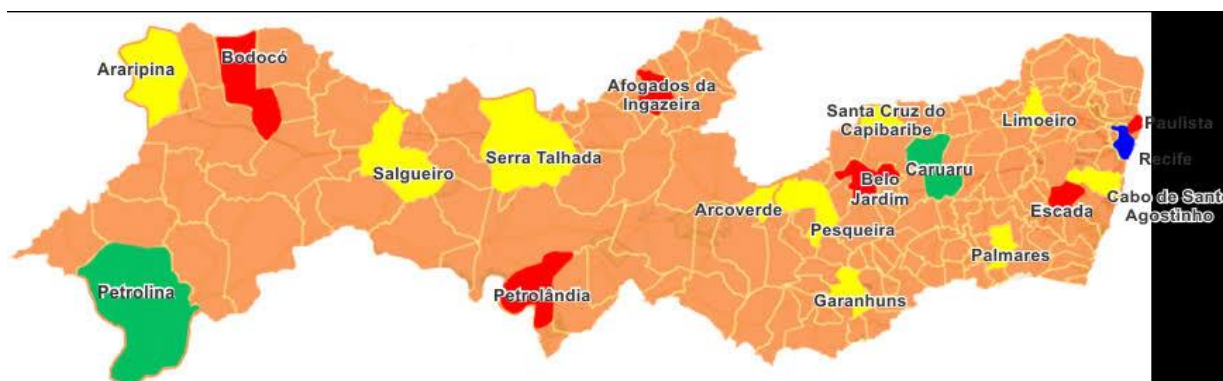 Araripina
Bodocó
Afogados da
Ingazeira
Santa Cruz do
Capibaribe
Limoeiro
Paulista
Recife
Salgueiro
Serra Talhada
Caruaru
Belo
Jardim
Cabo de Sant
Agostinho
Escada
Arcoverde
Pesqueira
Palmares
Petrolina
Petrolândia
Garanhuns